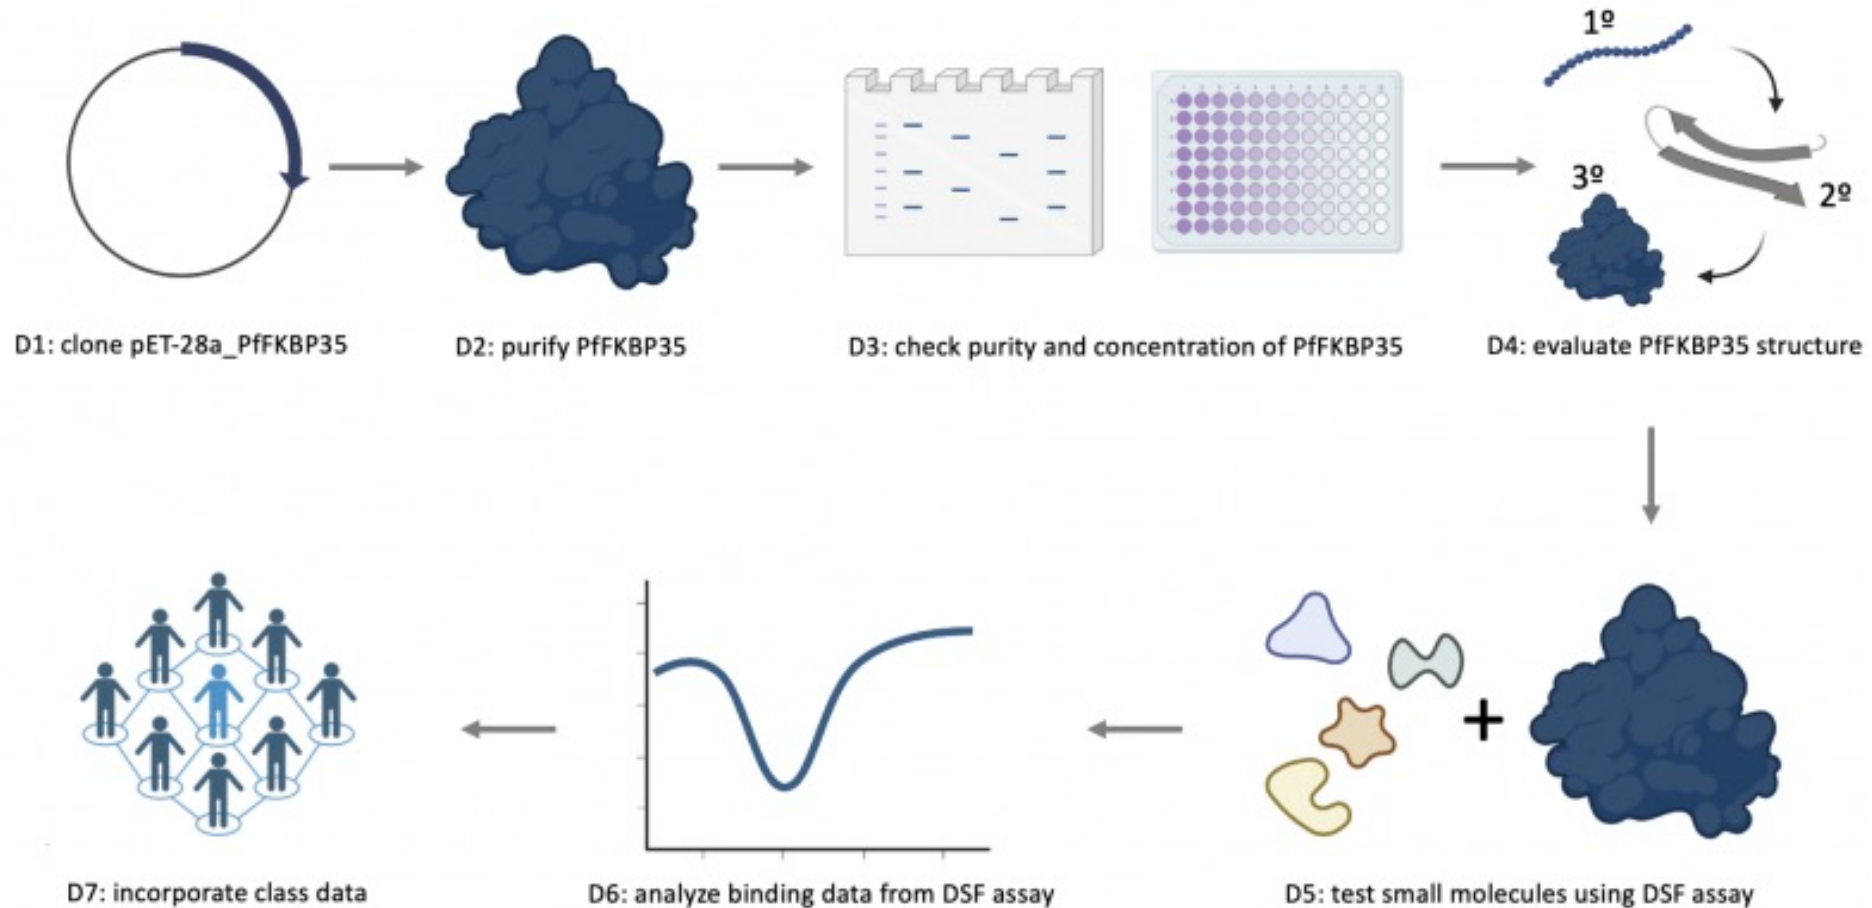 1º
2º
3º
D1: clone pET-28a_PfFKBP35
D2: purify PfFKBP35
D3: check purity and concentration of PfFKBP35
D4: evaluate PfFKBP35 structure
D7: incorporate class data
D6: analyze binding data from DSF assay
D5: test small molecules using DSF assay